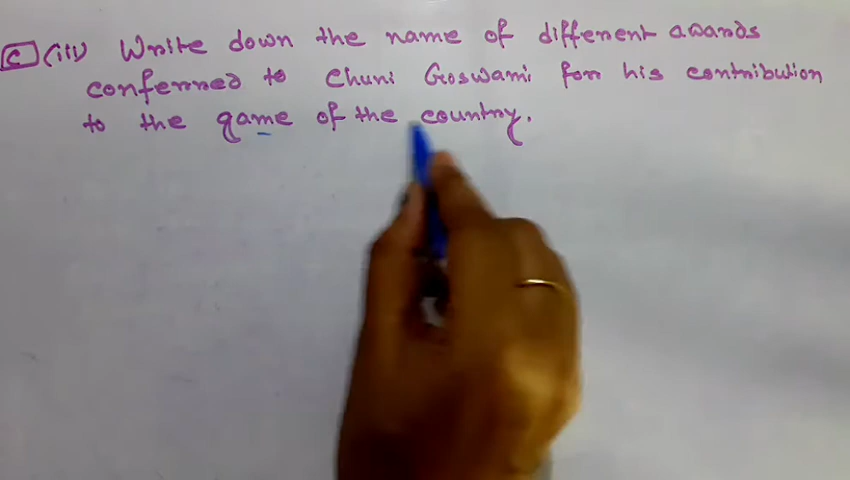 C (iii) Write down the name of different awards
conferred to Chuni Goswami for his contribution
to the game of the country.